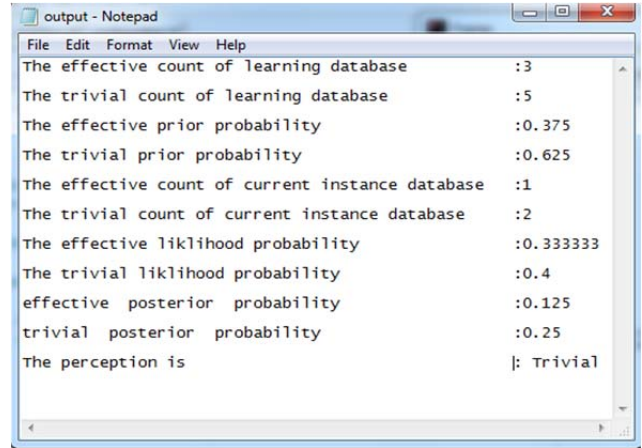 output - Notepad
File Edit Format View Help
The effective count of learning database :3
The trivial count of learning database :5
The effective prior probability :0.375
The trivial prior probability :0.625
The effective count of current instance database :1
The trivial count of current instance database :2
The effective liklihood probability :0.333333
The trivial liklihood probability :0.4
effective posterior probability :0.125
trivial posterior probability :0.25
The perception is : Trivial